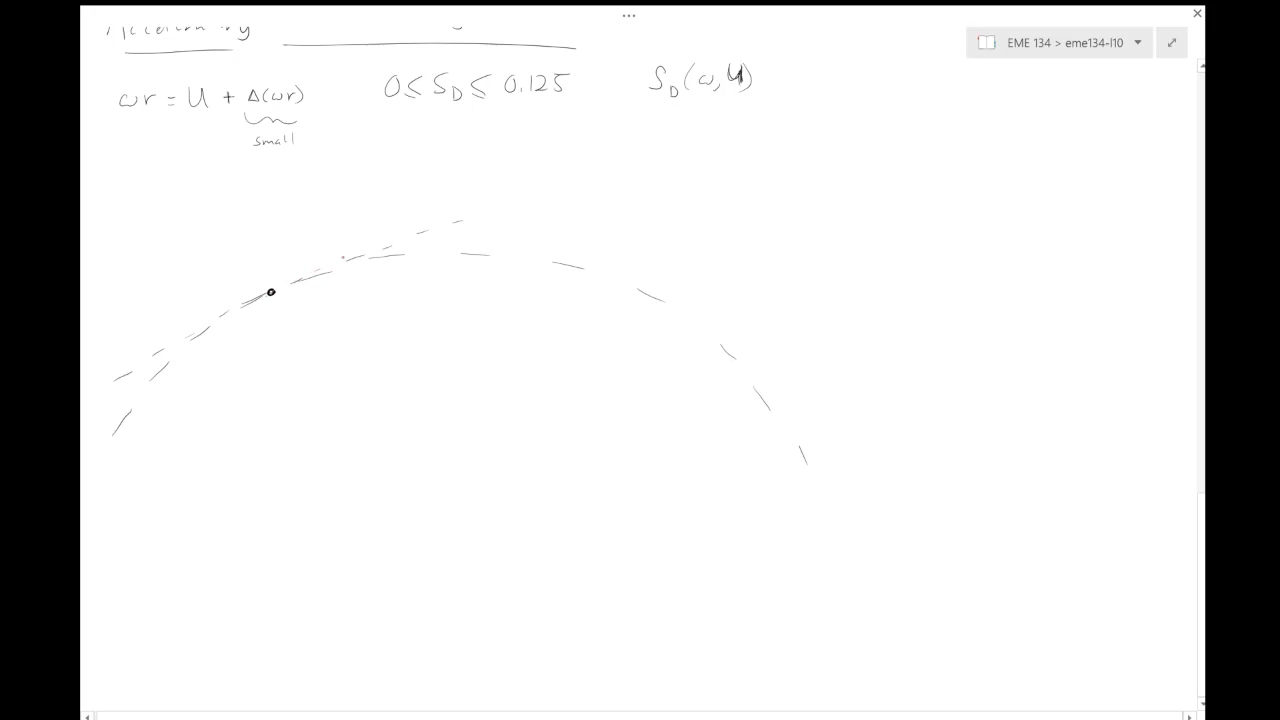 EME 134 > eme134-l10
ωr = U + Δ(ωr)
small
0 ≤ S_D ≤ 0.125
S_D(ω, U)